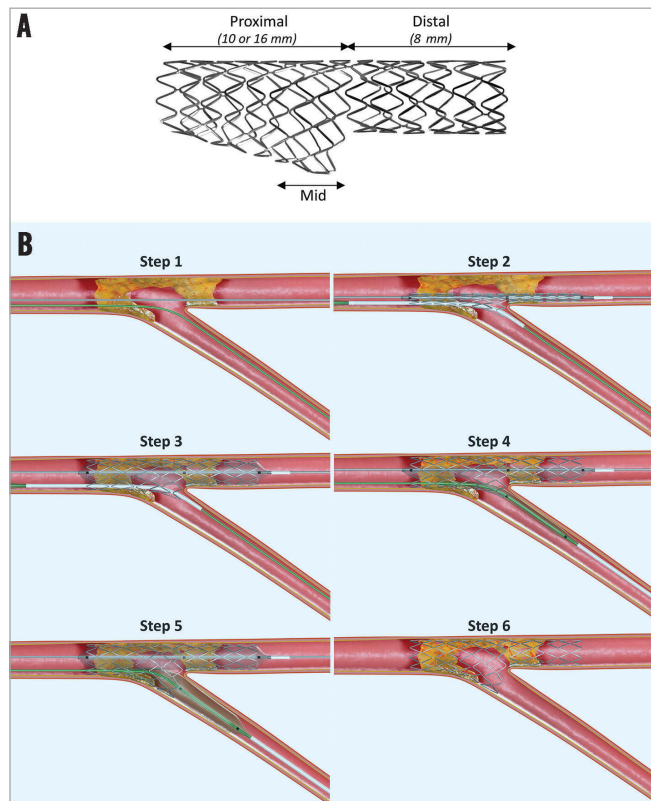 A
Proximal
(10 or 16 mm)
Distal
(8 mm)
Mid
B
Step 1
Step 2
Step 3
Step 4
Step 5
Step 6